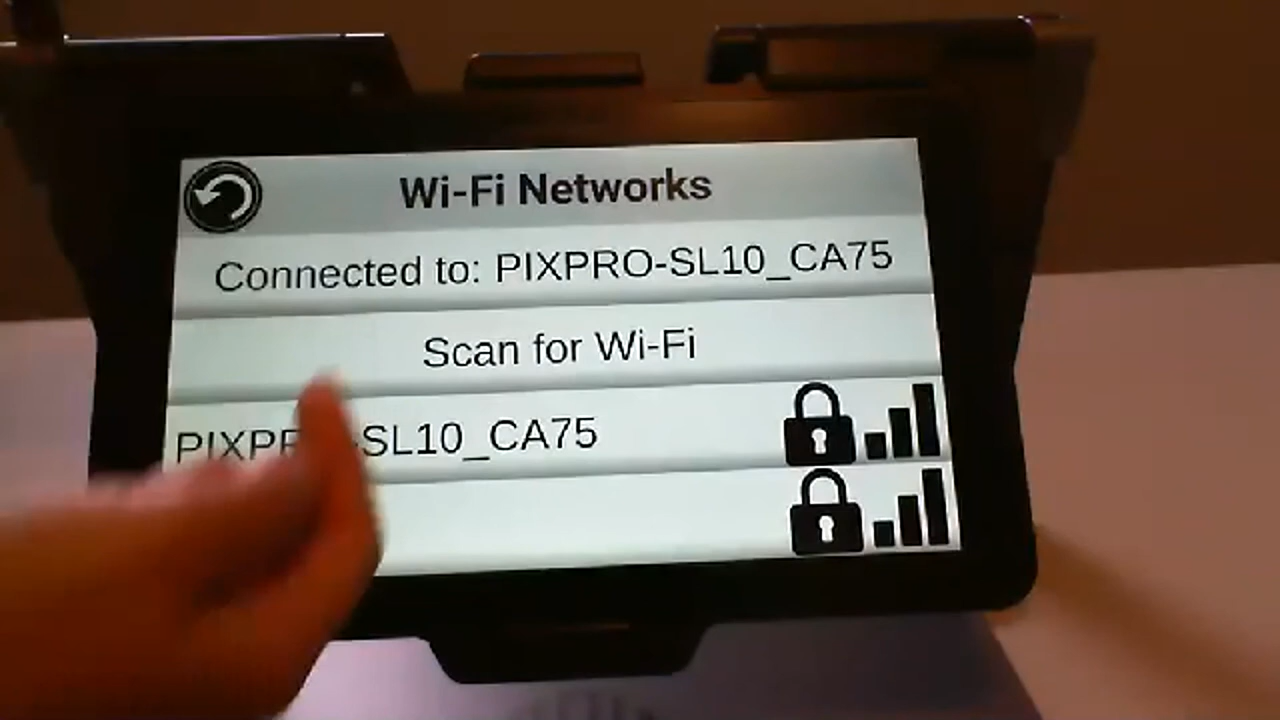 Wi-Fi Networks
Connected to: PIXPRO-SL10_CA75
Scan for Wi-Fi
SL10_CA75